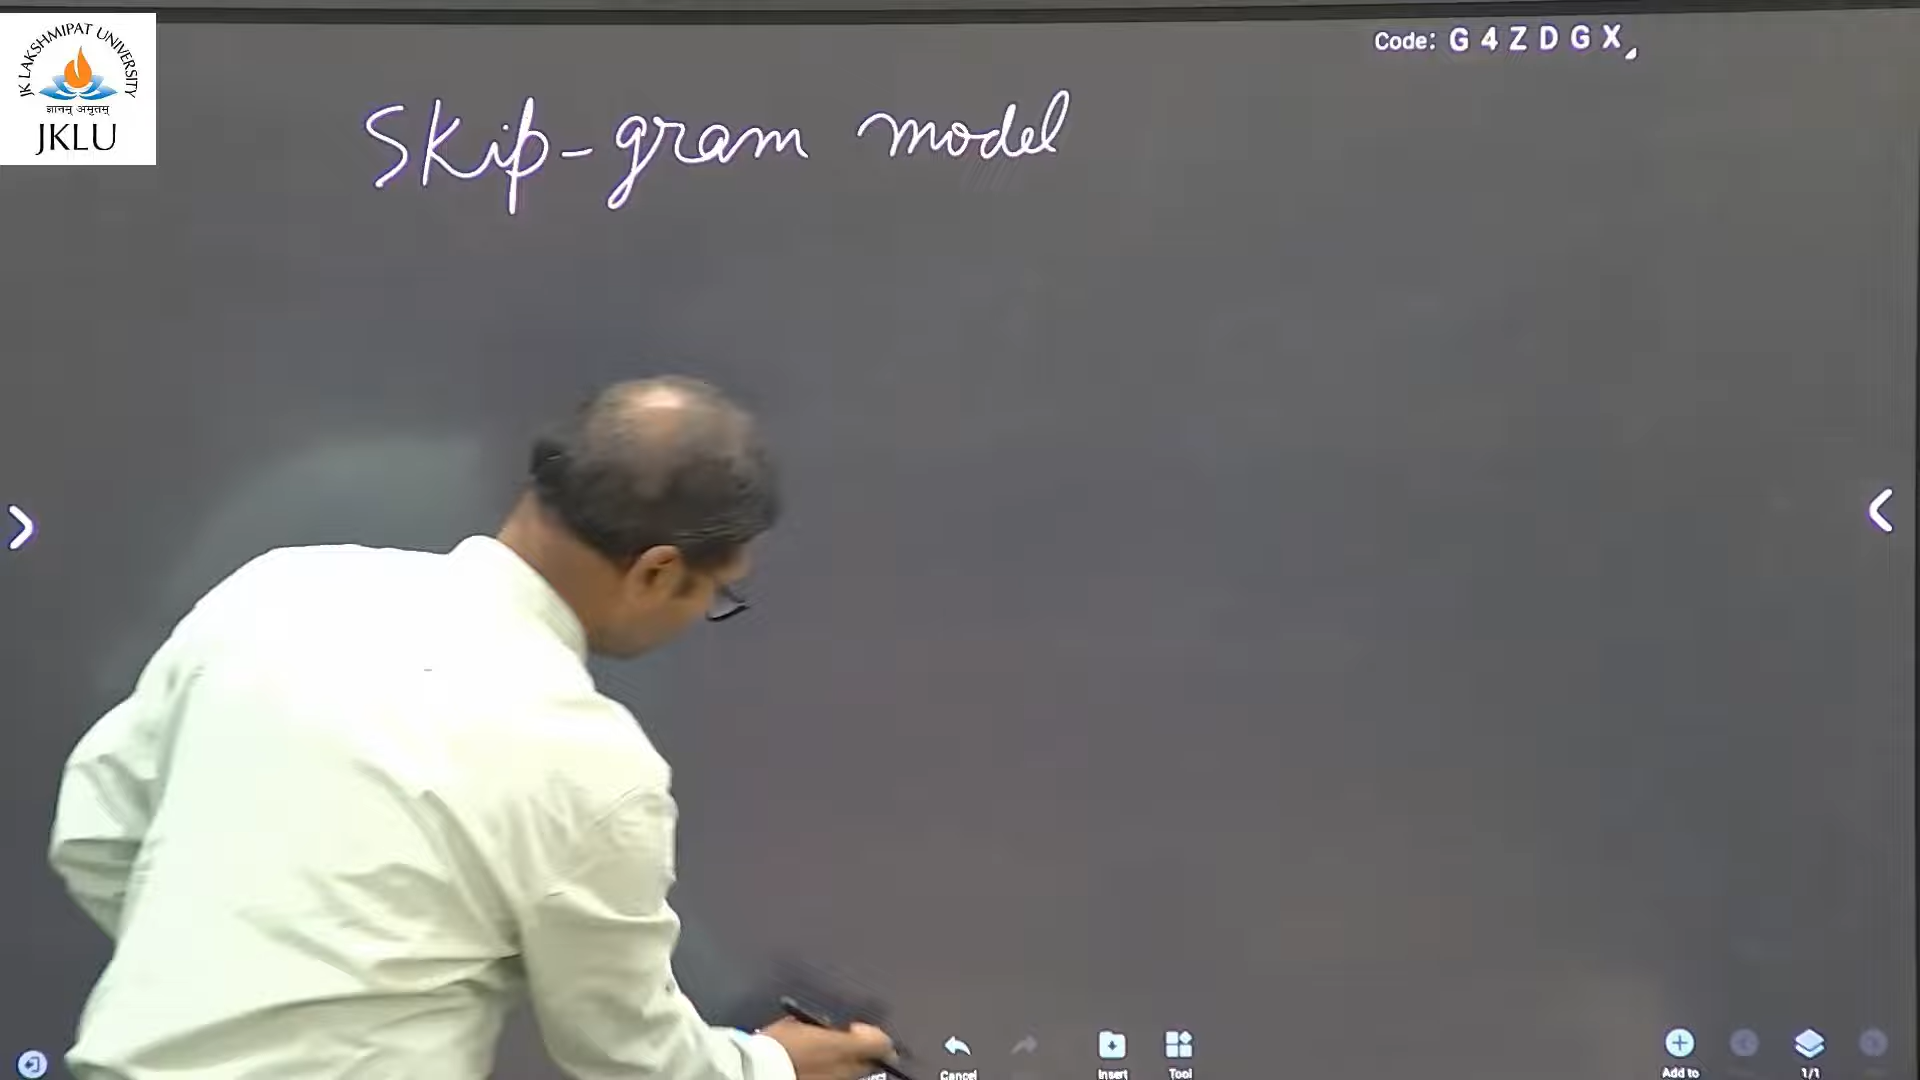 JK LAKSHMIPAT UNIVERSITY
ज्ञानम् अमृतम्
JKLU
Code: G 4 Z D G X
Skip-gram model
Cancel
Insert
Tool
Add to
1/1